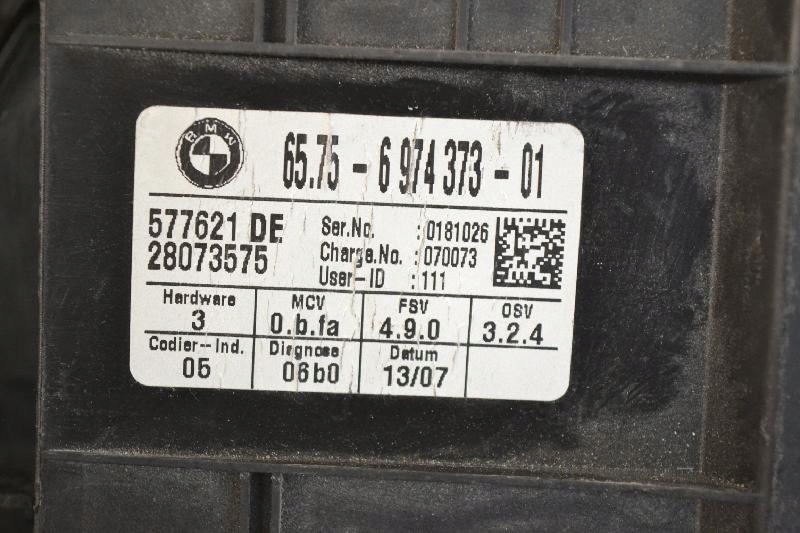 BMW
65.75 - 6 974 373 - 01
577621 DE
28073575
Ser.No. : 0181026
Charge.No. : 070073
User-ID : 111
Hardware MCV FSV OSV
3 0.b.fa 4.9.0 3.2.4
Codier-Ind. Diagnose Datum
05 06b0 13/07